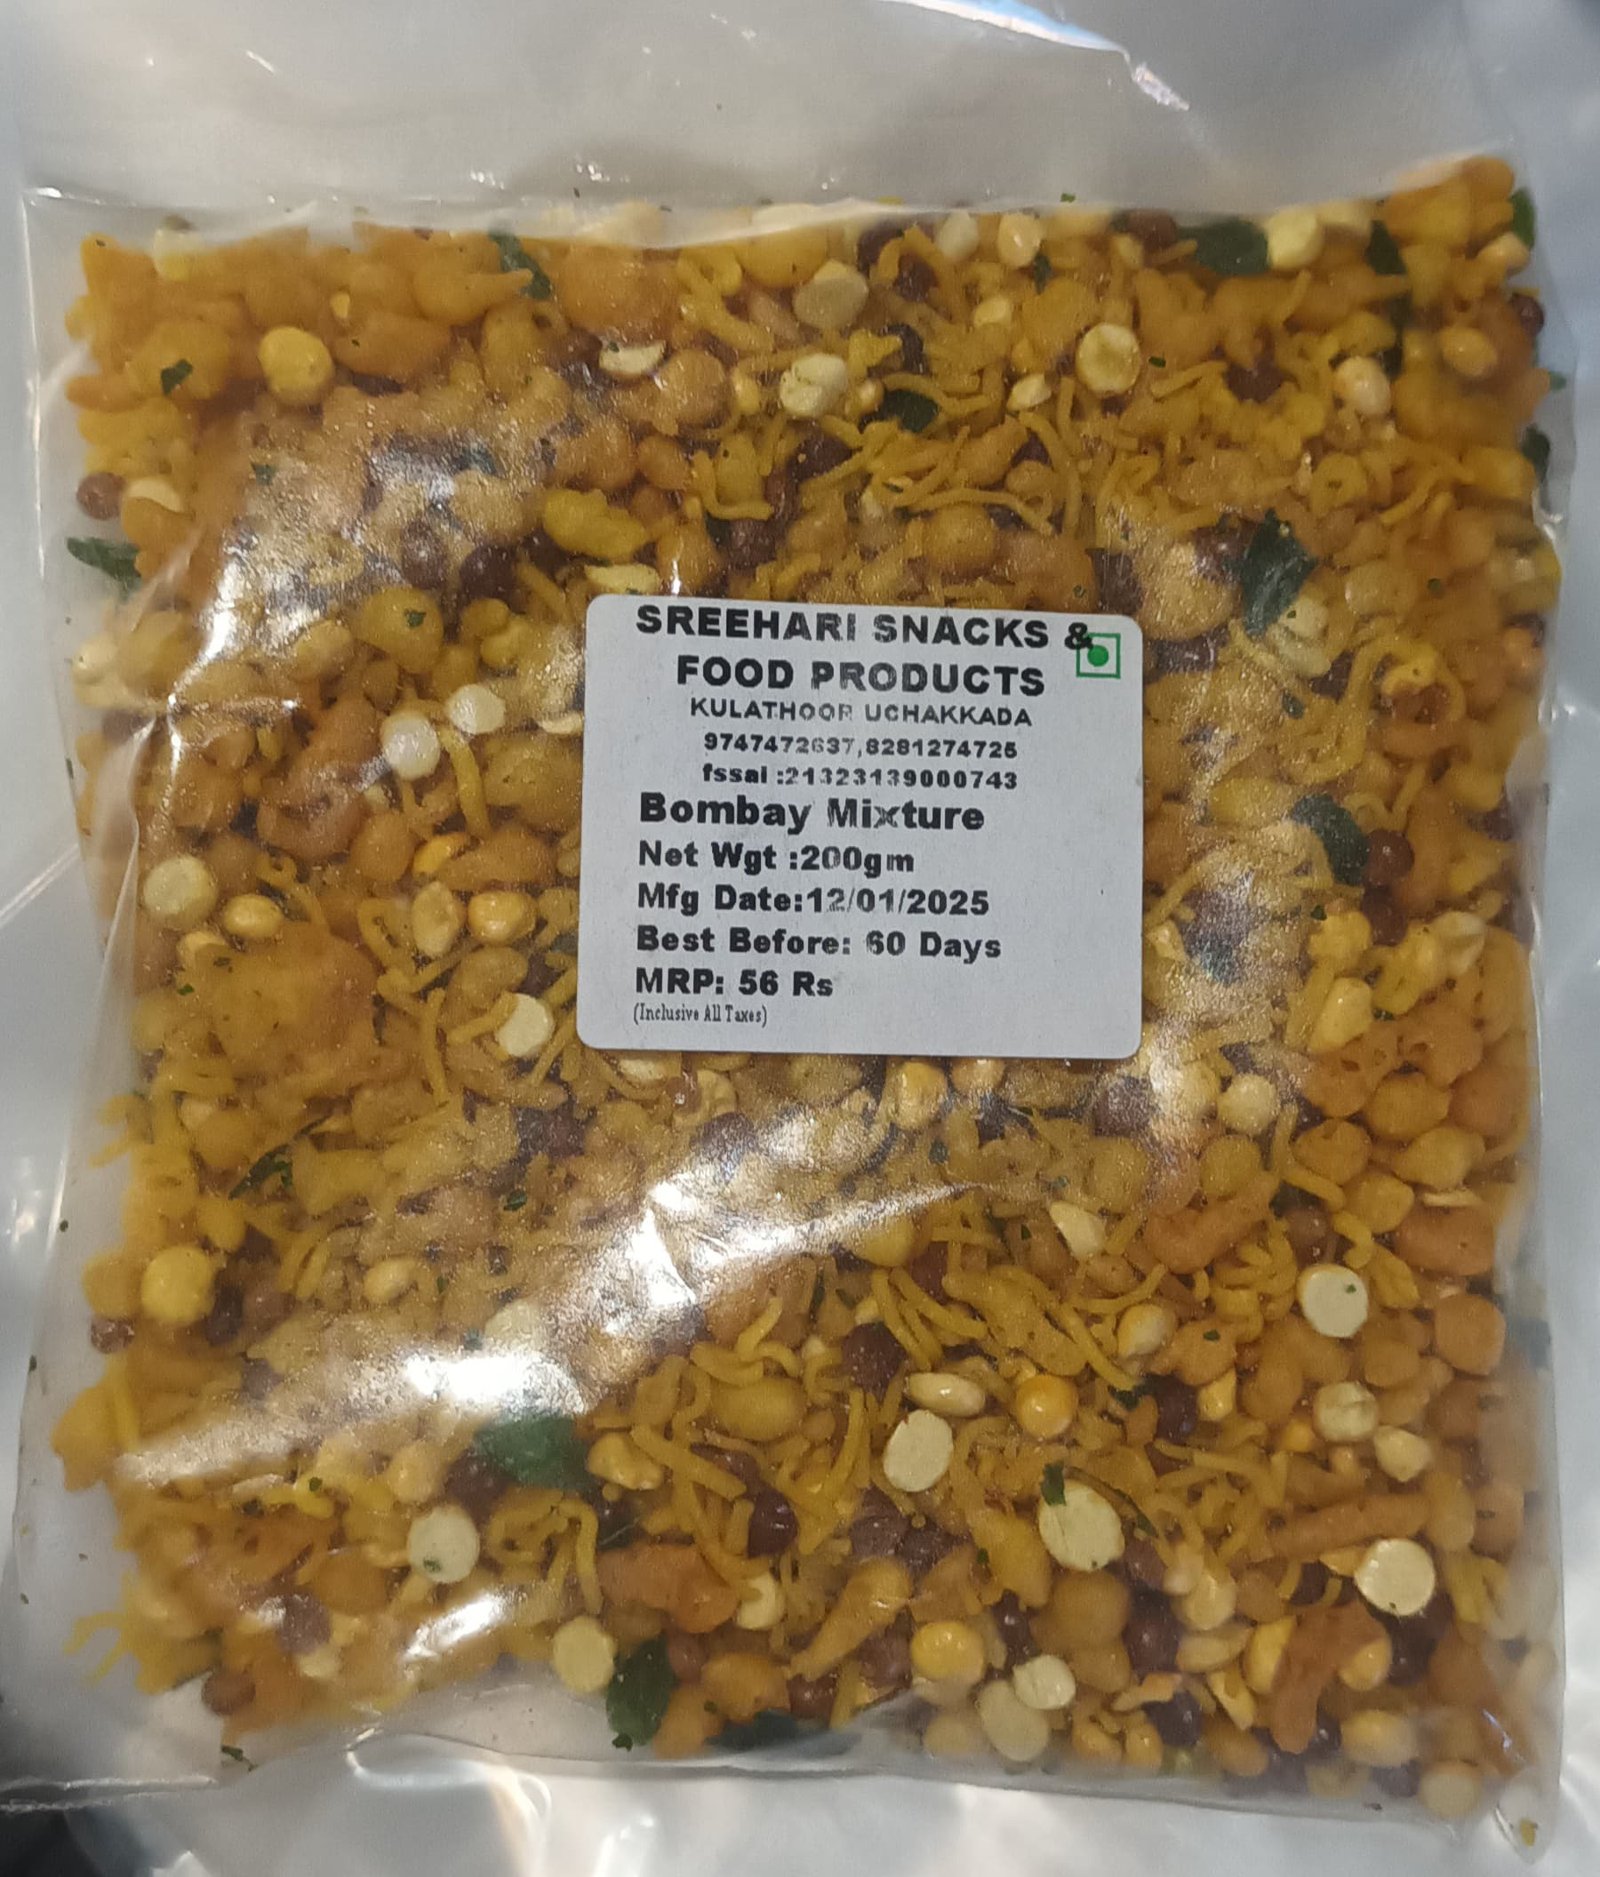 SREEHARI SNACKS &
FOOD PRODUCTS
KULATHOOR UCHAKKADA
9747472637,8281274725
fssai :21323139000743
Bombay Mixture
Net Wgt :200gm
Mfg Date:12/01/2025
Best Before: 60 Days
MRP: 56 Rs
(Inclusive All Taxes)